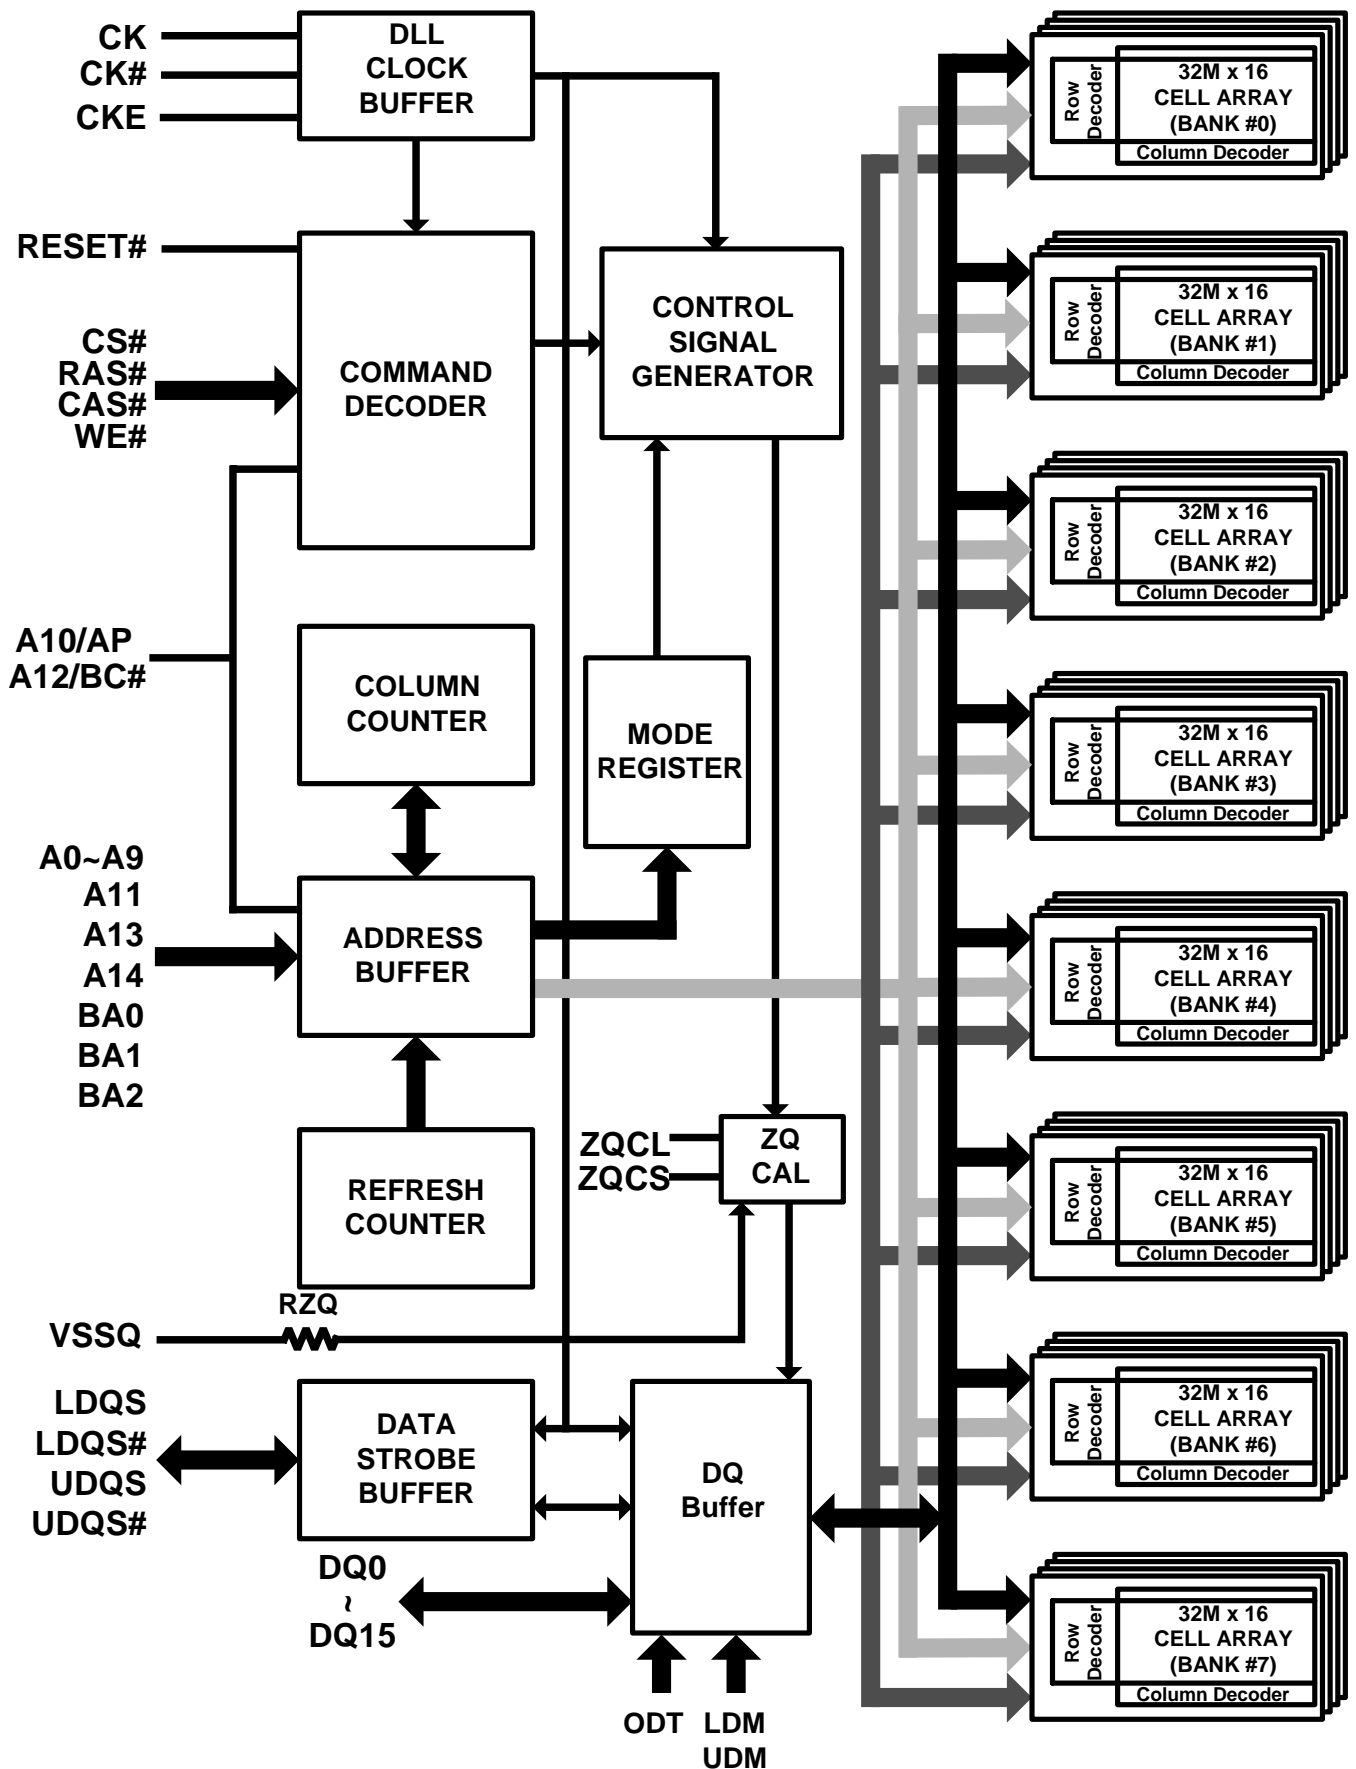 CK
CK#
CKE
DLL
CLOCK
BUFFER
RESET#
CS#
RAS#
CAS#
WE#
COMMAND
DECODER
CONTROL
SIGNAL
GENERATOR
A10/AP
A12/BC#
COLUMN
COUNTER
MODE
REGISTER
A0~A9
A11
A13
A14
BA0
BA1
BA2
ADDRESS
BUFFER
REFRESH
COUNTER
ZQCL
ZQCS
ZQ
CAL
RZQ
VSSQ
LDQS
LDQS#
UDQS
UDQS#
DATA
STROBE
BUFFER
DQ
Buffer
DQ0
~
DQ15
ODT
LDM
UDM
Row
Decoder
32M x 16
CELL ARRAY
(BANK #0)
Column Decoder
Row
Decoder
32M x 16
CELL ARRAY
(BANK #1)
Column Decoder
Row
Decoder
32M x 16
CELL ARRAY
(BANK #2)
Column Decoder
Row
Decoder
32M x 16
CELL ARRAY
(BANK #3)
Column Decoder
Row
Decoder
32M x 16
CELL ARRAY
(BANK #4)
Column Decoder
Row
Decoder
32M x 16
CELL ARRAY
(BANK #5)
Column Decoder
Row
Decoder
32M x 16
CELL ARRAY
(BANK #6)
Column Decoder
Row
Decoder
32M x 16
CELL ARRAY
(BANK #7)
Column Decoder